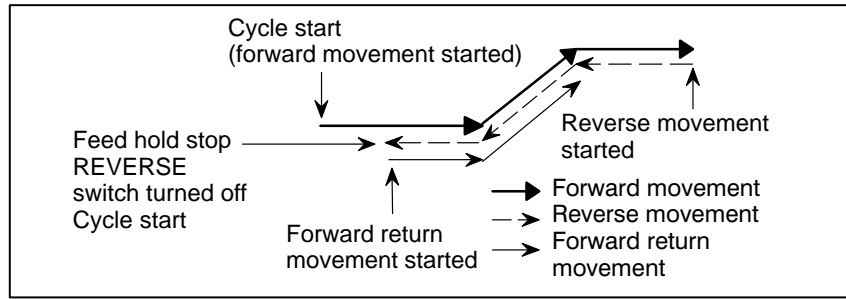 Cycle start
(forward movement started)
Feed hold stop
REVERSE
switch turned off
Cycle start
Reverse movement
started
Forward return
movement started
Forward movement
Reverse movement
Forward return
movement